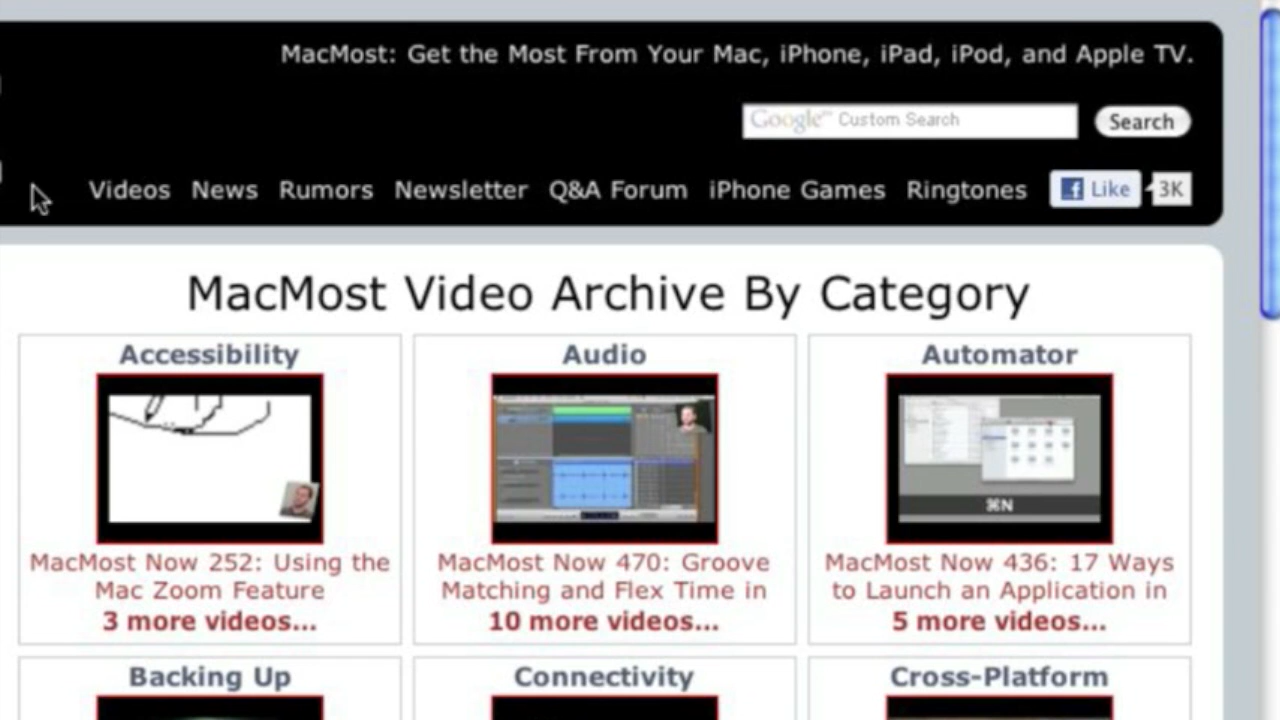 MacMost: Get the Most From Your Mac, iPhone, iPad, iPod, and Apple TV.
Google™ Custom Search
Search
Videos News Rumors Newsletter Q&A Forum iPhone Games Ringtones Like 3K
MacMost Video Archive By Category
Accessibility Audio Automator
⌘N
MacMost Now 252: Using the MacMost Now 470: Groove MacMost Now 436: 17 Ways
Mac Zoom Feature Matching and Flex Time in to Launch an Application in
3 more videos... 10 more videos... 5 more videos...
Backing Up Connectivity Cross-Platform